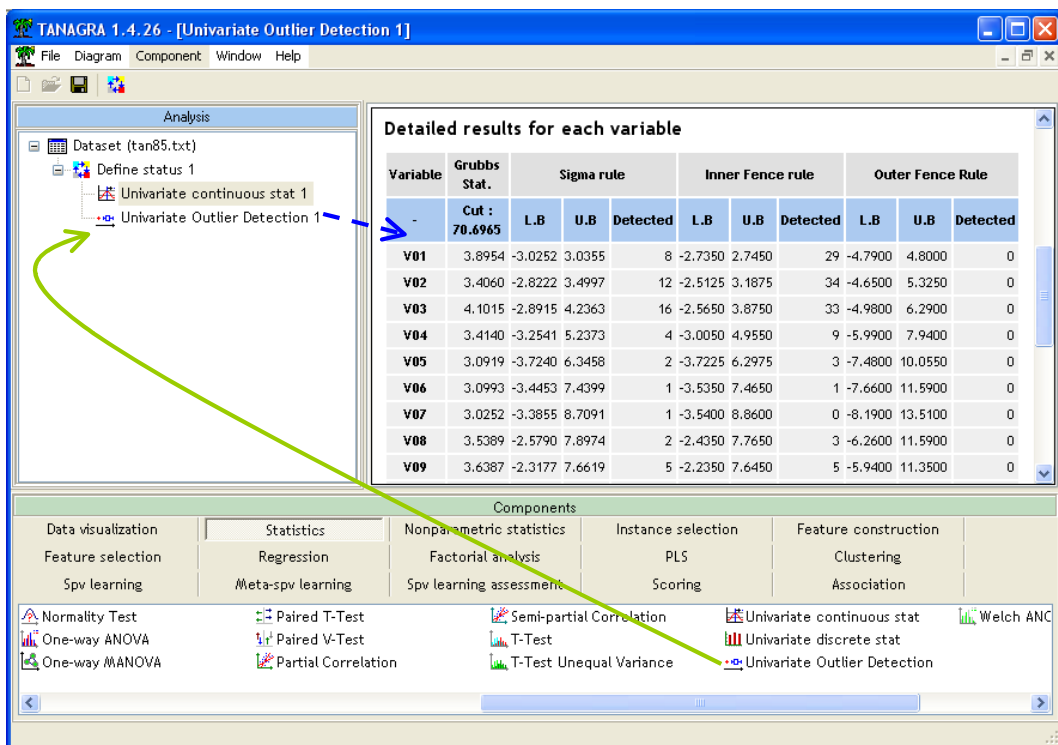 TANAGRA 1.4.26 - [Univariate Outlier Detection 1]
File Diagram Component Window Help
Analysis
Dataset (tan85.txt)
Define status 1
Univariate continuous stat 1
Univariate Outlier Detection 1
Detailed results for each variable
Variable Grubbs Stat. Sigma rule Inner Fence rule Outer Fence Rule
- Cut : 70.6965 L.B U.B Detected L.B U.B Detected L.B U.B Detected
V01 3.8954 -3.0252 3.0355 8 -2.7350 2.7450 29 -4.7900 4.8000 0
V02 3.4060 -2.8222 3.4997 12 -2.5125 3.1875 34 -4.6500 5.3250 0
V03 4.1015 -2.8915 4.2363 16 -2.5650 3.8750 33 -4.9800 6.2900 0
V04 3.4140 -3.2541 5.2373 4 -3.0050 4.9550 9 -5.9900 7.9400 0
V05 3.0919 -3.7240 6.3458 2 -3.7225 6.2975 3 -7.4800 10.0550 0
V06 3.0993 -3.4453 7.4399 1 -3.5350 7.4650 1 -7.6600 11.5900 0
V07 3.0252 -3.3855 8.7091 1 -3.5400 8.8600 0 -8.1900 13.5100 0
V08 3.5389 -2.5790 7.8974 2 -2.4350 7.7650 3 -6.2600 11.5900 0
V09 3.6387 -2.3177 7.6619 5 -2.2350 7.6450 5 -5.9400 11.3500 0
Components
Data visualization Statistics Nonparametric statistics Instance selection Feature construction
Feature selection Regression Factorial analysis PLS Clustering
Spv learning Meta-spv learning Spv learning assessment Scoring Association
Normality Test Paired T-Test Semi-partial Correlation Univariate continuous stat Welch ANC
One-way ANOVA Paired V-Test T-Test Univariate discrete stat
One-way MANOVA Partial Correlation T-Test Unequal Variance Univariate Outlier Detection